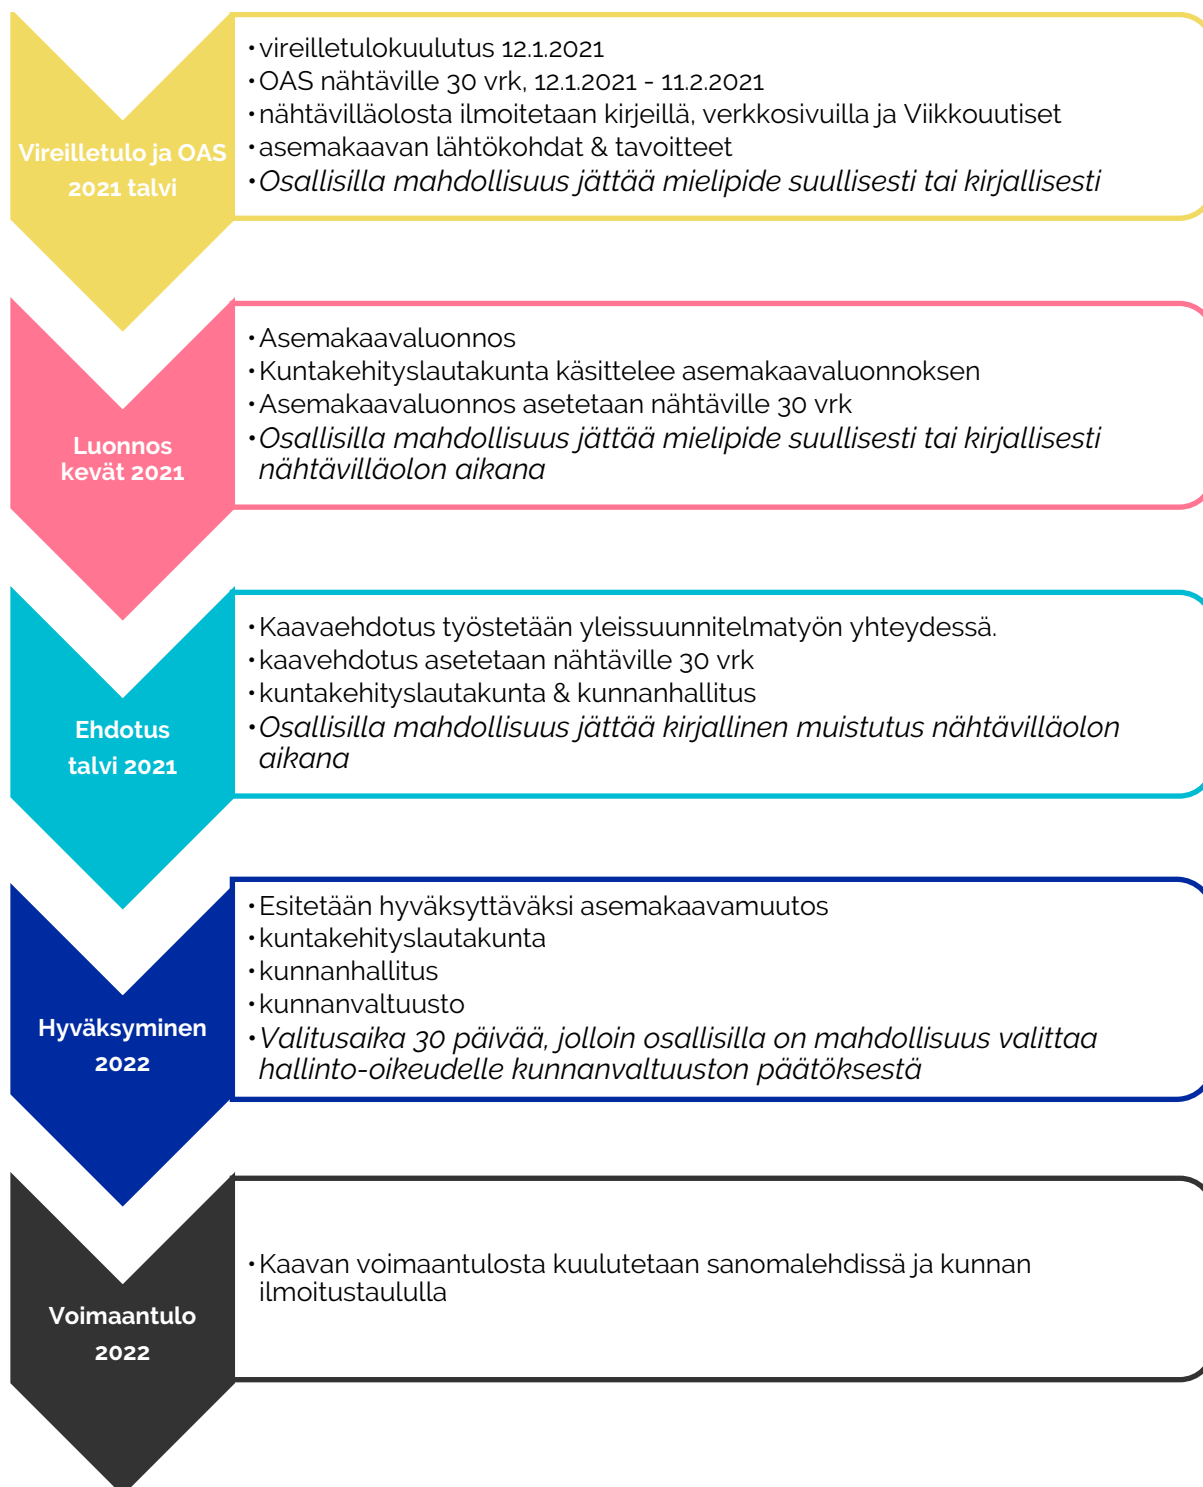 Vireilletulo ja OAS
2021 talvi
•vireilletulokuulutus 12.1.2021
•OAS nähtäville 30 vrk, 12.1.2021 - 11.2.2021
•nähtävilläolosta ilmoitetaan kirjeillä, verkkosivuilla ja Viikkouutiset
•asemakaavan lähtökohdat & tavoitteet
•Osallisilla mahdollisuus jättää mielipide suullisesti tai kirjallisesti
Luonnos
kevät 2021
•Asemakaavaluonnos
•Kuntakehityslautakunta käsittelee asemakaavaluonnoksen
•Asemakaavaluonnos asetetaan nähtäville 30 vrk
•Osallisilla mahdollisuus jättää mielipide suullisesti tai kirjallisesti
nähtävilläolon aikana
Ehdotus
talvi 2021
•Kaavaehdotus työstetään yleissuunnitelmatyön yhteydessä.
•kaavehdotus asetetaan nähtäville 30 vrk
•kuntakehityslautakunta & kunnanhallitus
•Osallisilla mahdollisuus jättää kirjallinen muistutus nähtävilläolon
aikana
Hyväksyminen
2022
•Esitetään hyväksyttäväksi asemakaavamuutos
•kuntakehityslautakunta
•kunnanhallitus
•kunnanvaltuusto
•Valitusaika 30 päivää, jolloin osallisilla on mahdollisuus valittaa
hallinto-oikeudelle kunnanvaltuuston päätöksestä
Voimaantulo
2022
•Kaavan voimaantulosta kuulutetaan sanomalehdissä ja kunnan
ilmoitustaululla